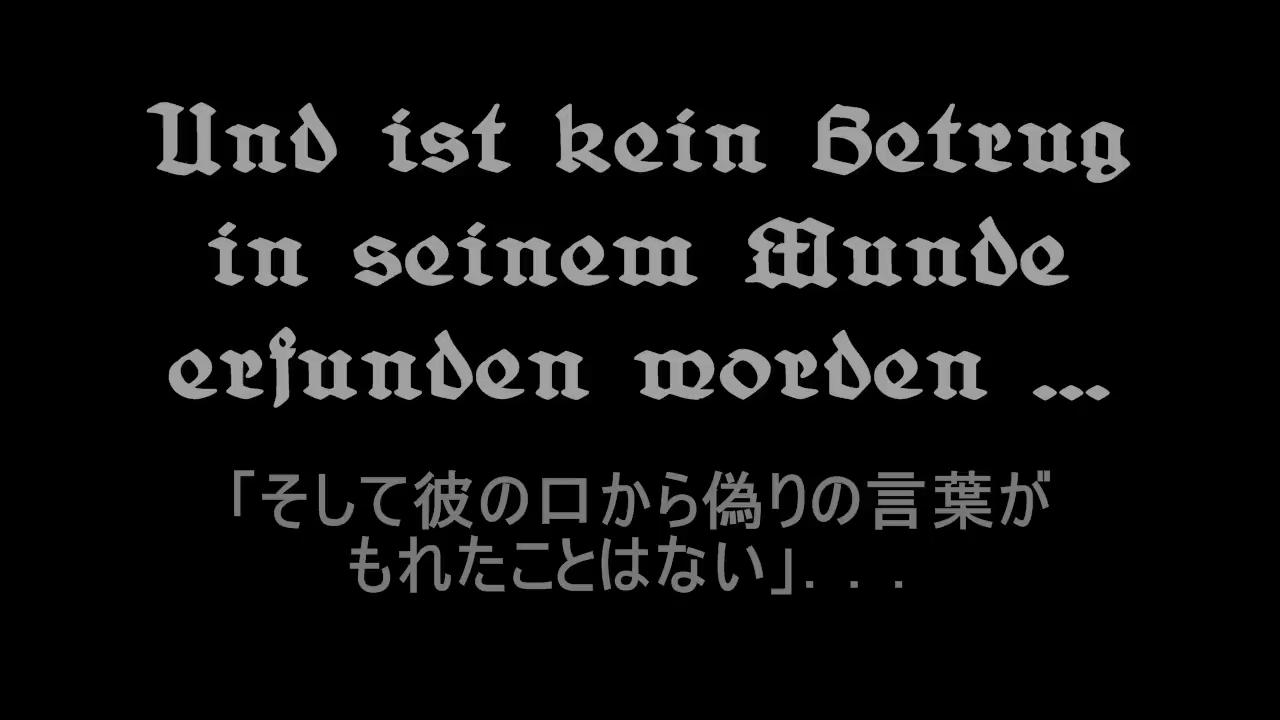 Und ist kein Betrug
in seinem Munde
erfunden worden ...
「そして彼の口から偽りの言葉が
もれたことはない」．．．